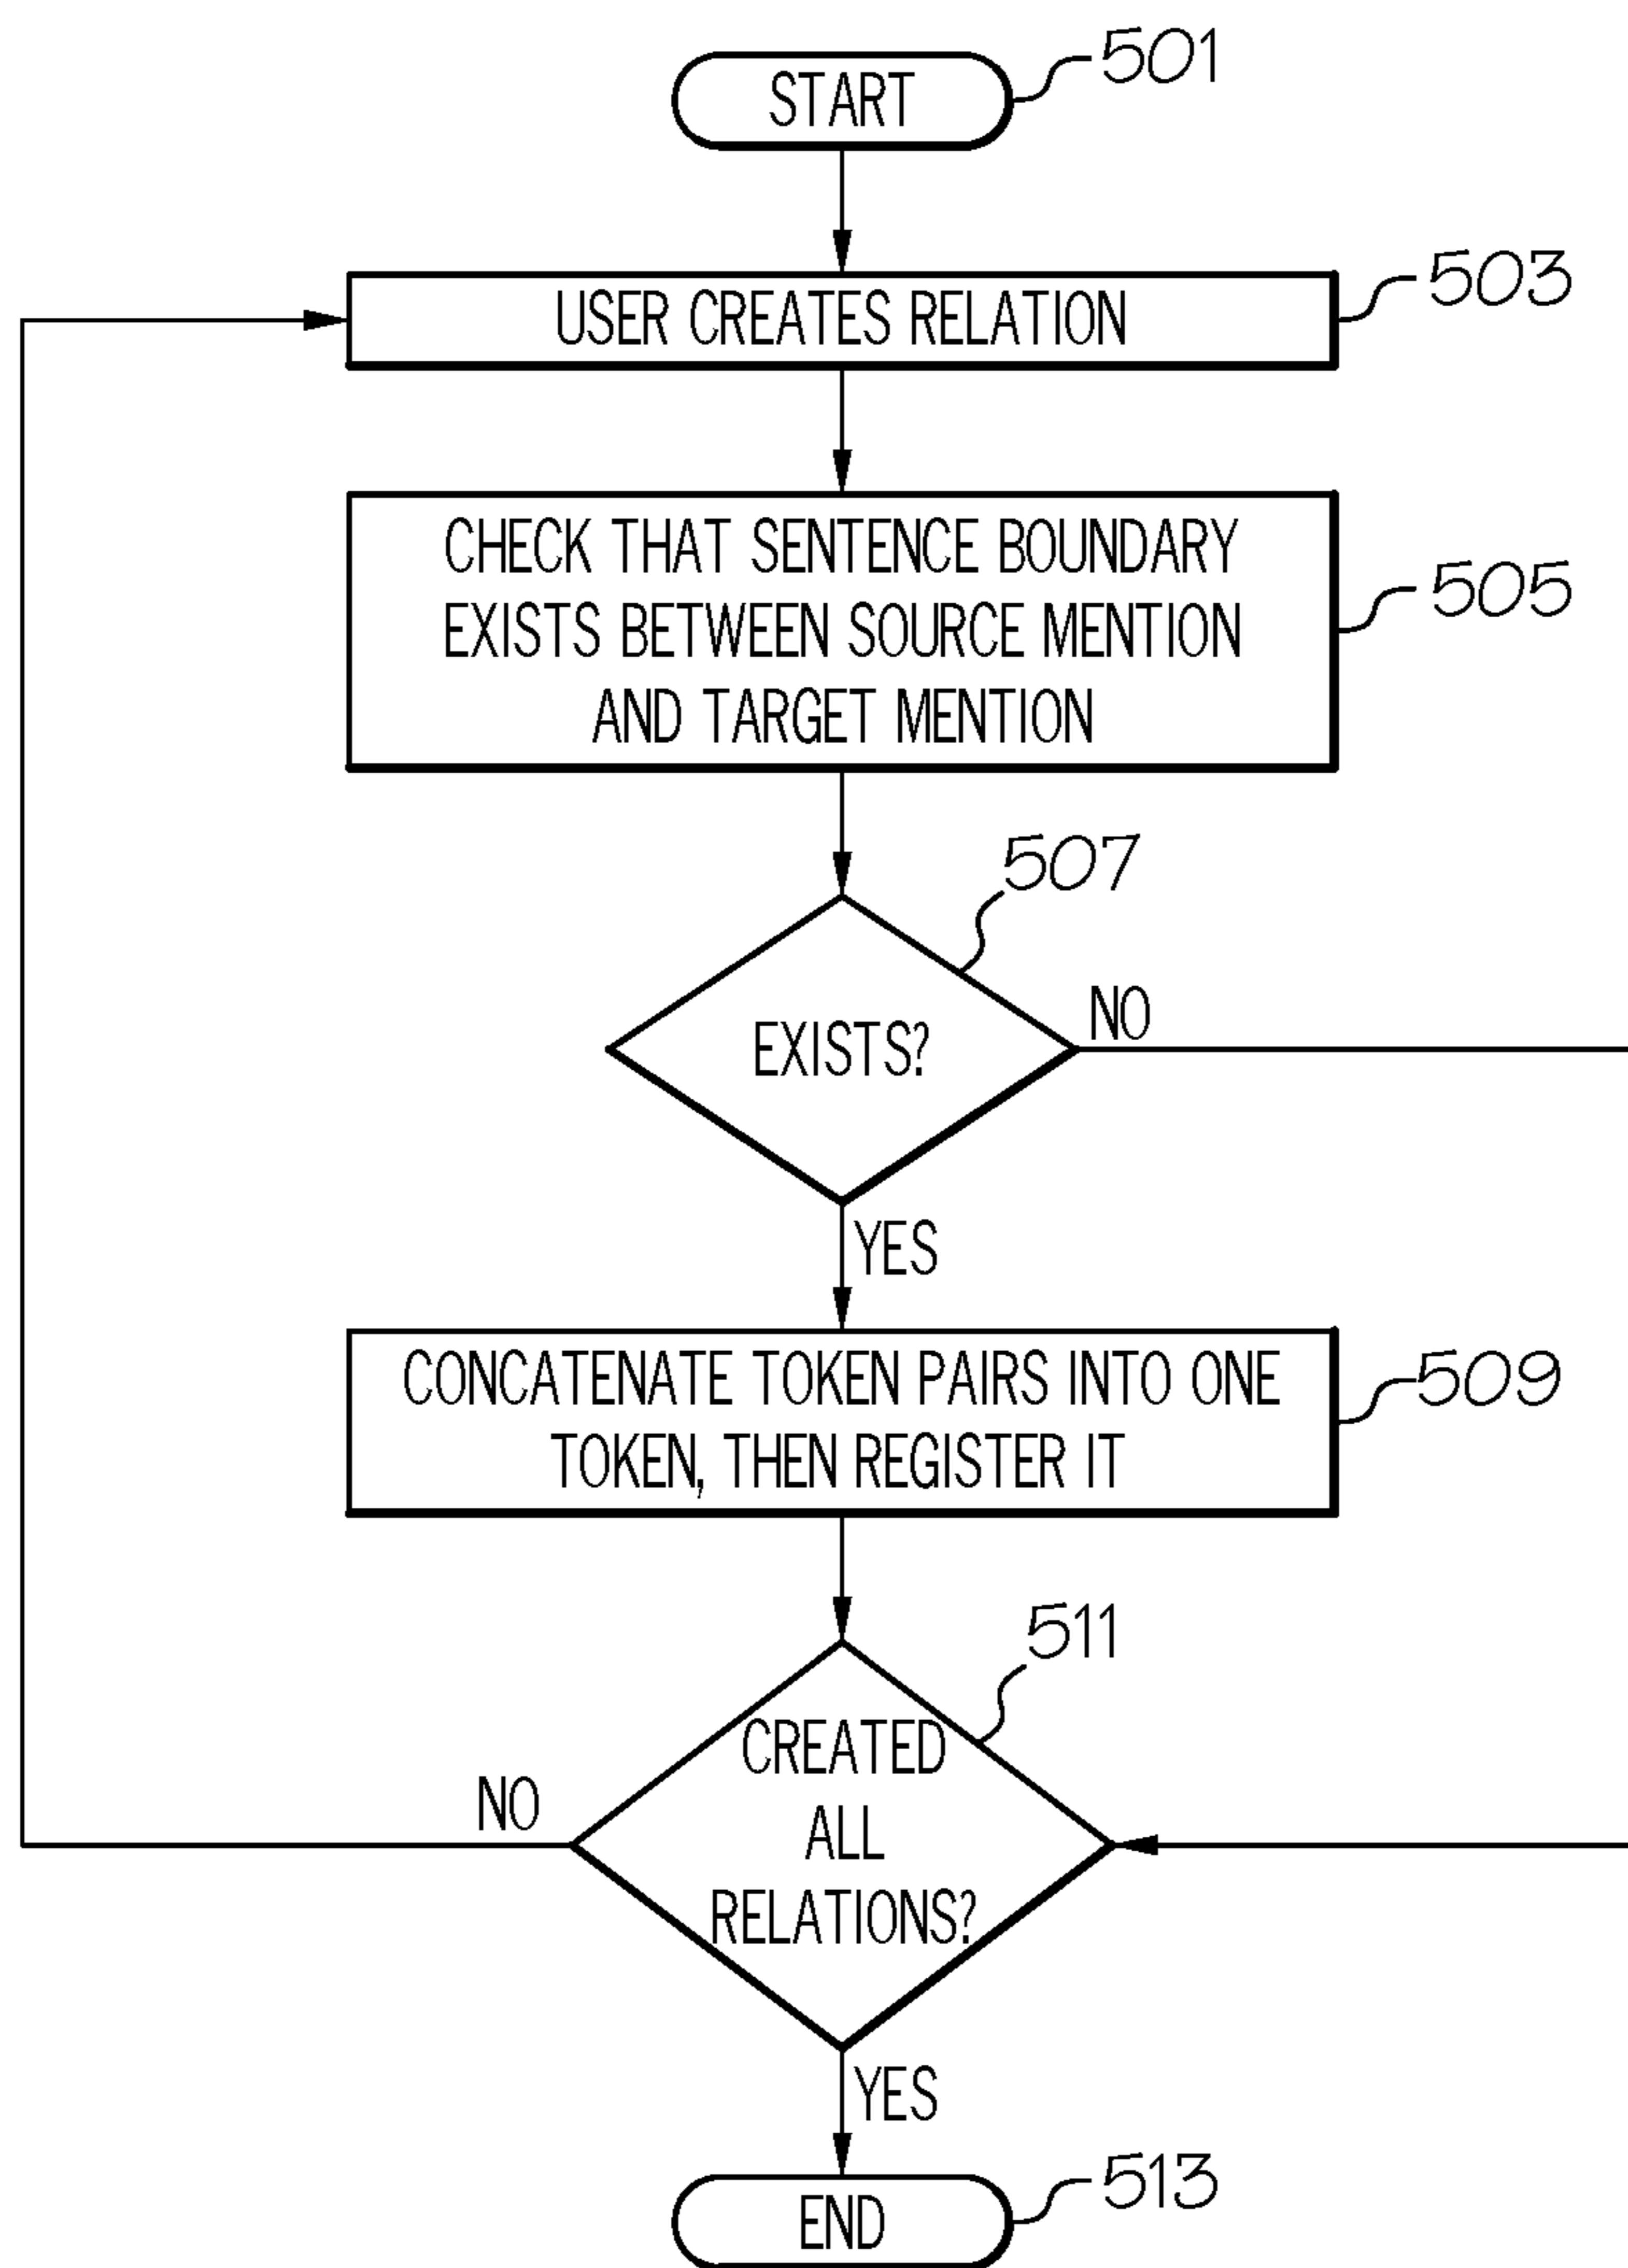 START
501
USER CREATES RELATION
503
CHECK THAT SENTENCE BOUNDARY
EXISTS BETWEEN SOURCE MENTION
AND TARGET MENTION
505
507
EXISTS?
NO
YES
CONCATENATE TOKEN PAIRS INTO ONE
TOKEN, THEN REGISTER IT
509
511
CREATED
ALL
RELATIONS?
NO
YES
END
513